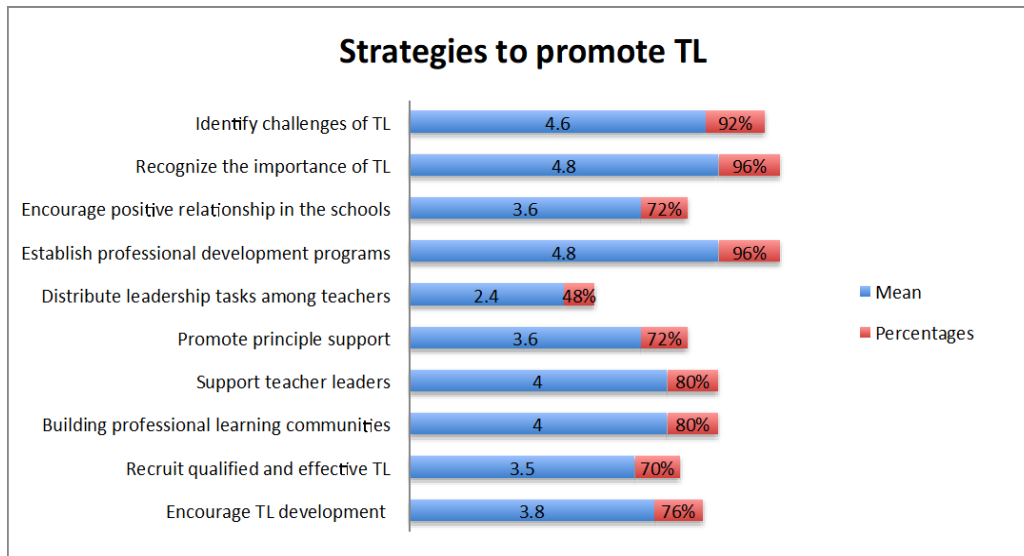 Strategies to promote TL
Identify challenges of TL 4.6 92%
Recognize the importance of TL 4.8 96%
Encourage positive relationship in the schools 3.6 72%
Establish professional development programs 4.8 96%
Distribute leadership tasks among teachers 2.4 48%
Mean
Promote principle support 3.6 72%
Percentages
Support teacher leaders 4 80%
Building professional learning communities 4 80%
Recruit qualified and effective TL 3.5 70%
Encourage TL development 3.8 76%